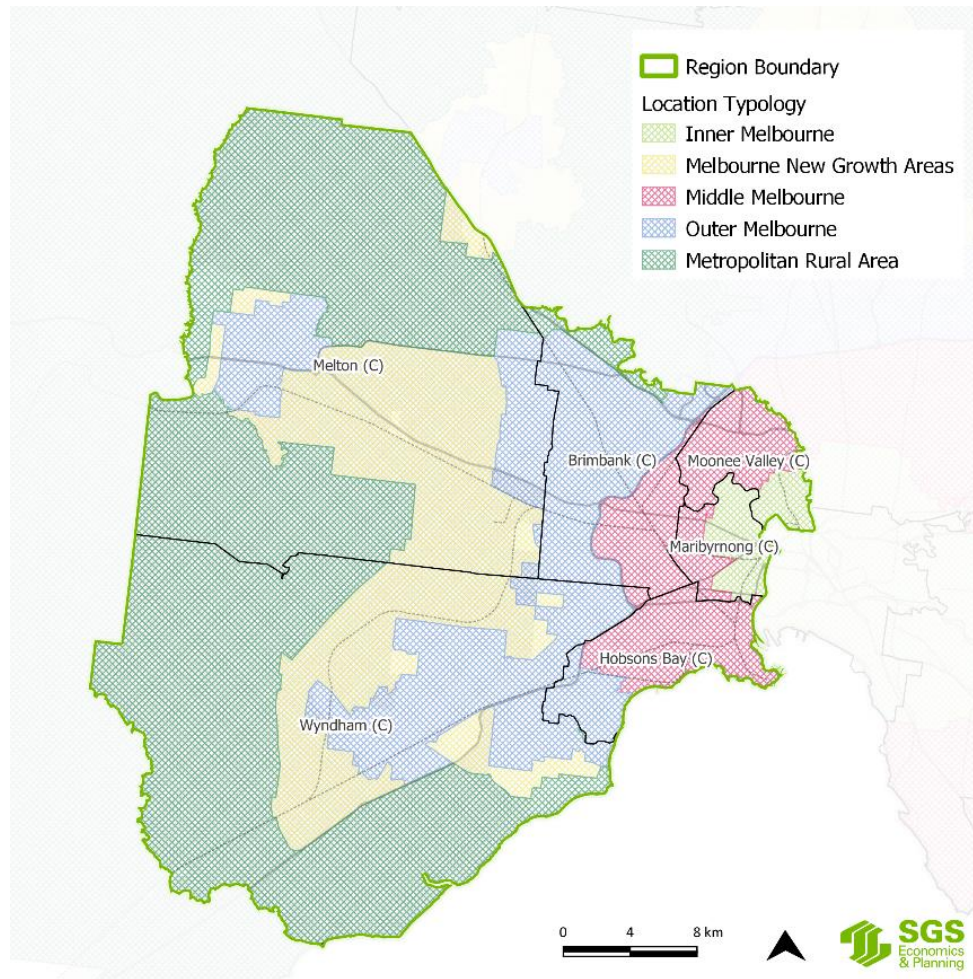 Region Boundary
Location Typology
Inner Melbourne
Melbourne New Growth Areas
Middle Melbourne
Outer Melbourne
Metropolitan Rural Area
Melton (C)
Brimbank (C)
Moonee Valley (C)
Maribyrnong (C)
Hobsons Bay (C)
Wyndham (C)
0 4 8 km
SGS
Economics
& Planning